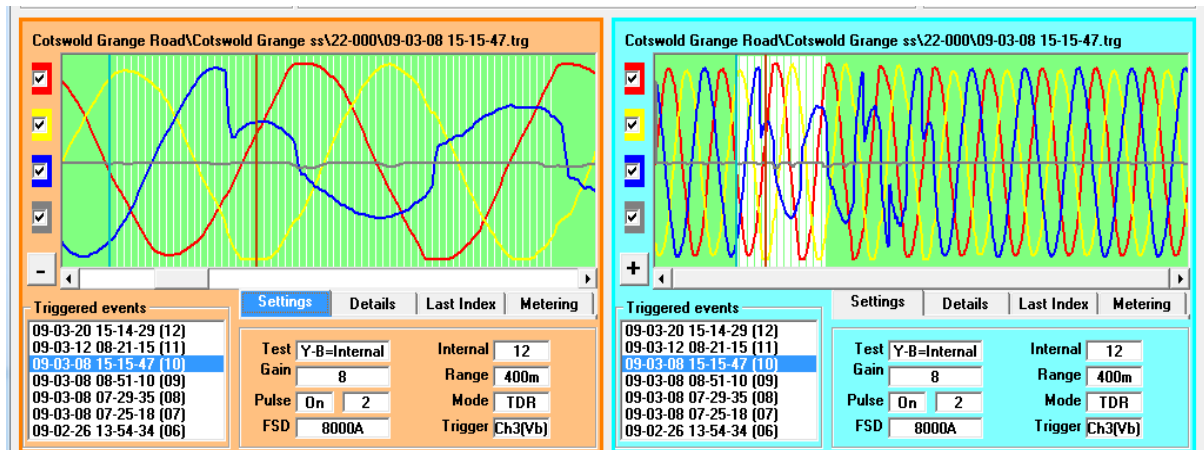 Cotswold Grange Road\Cotswold Grange ss\22-000\09-03-08 15-15-47.trg
-
Triggered events
09-03-20 15-14-29 (12)
09-03-12 08-21-15 (11)
09-03-08 15-15-47 (10)
09-03-08 08-51-10 (09)
09-03-08 07-29-35 (08)
09-03-08 07-25-18 (07)
09-02-26 13-54-34 (06)
Settings Details Last Index Metering
Test Y-B=Internal Internal 12
Gain 8 Range 400m
Pulse On 2 Mode TDR
FSD 8000A Trigger Ch3(Vb)
Cotswold Grange Road\Cotswold Grange ss\22-000\09-03-08 15-15-47.trg
+
Triggered events
09-03-20 15-14-29 (12)
09-03-12 08-21-15 (11)
09-03-08 15-15-47 (10)
09-03-08 08-51-10 (09)
09-03-08 07-29-35 (08)
09-03-08 07-25-18 (07)
09-02-26 13-54-34 (06)
Settings Details Last Index Metering
Test Y-B=Internal Internal 12
Gain 8 Range 400m
Pulse On 2 Mode TDR
FSD 8000A Trigger Ch3(Vb)